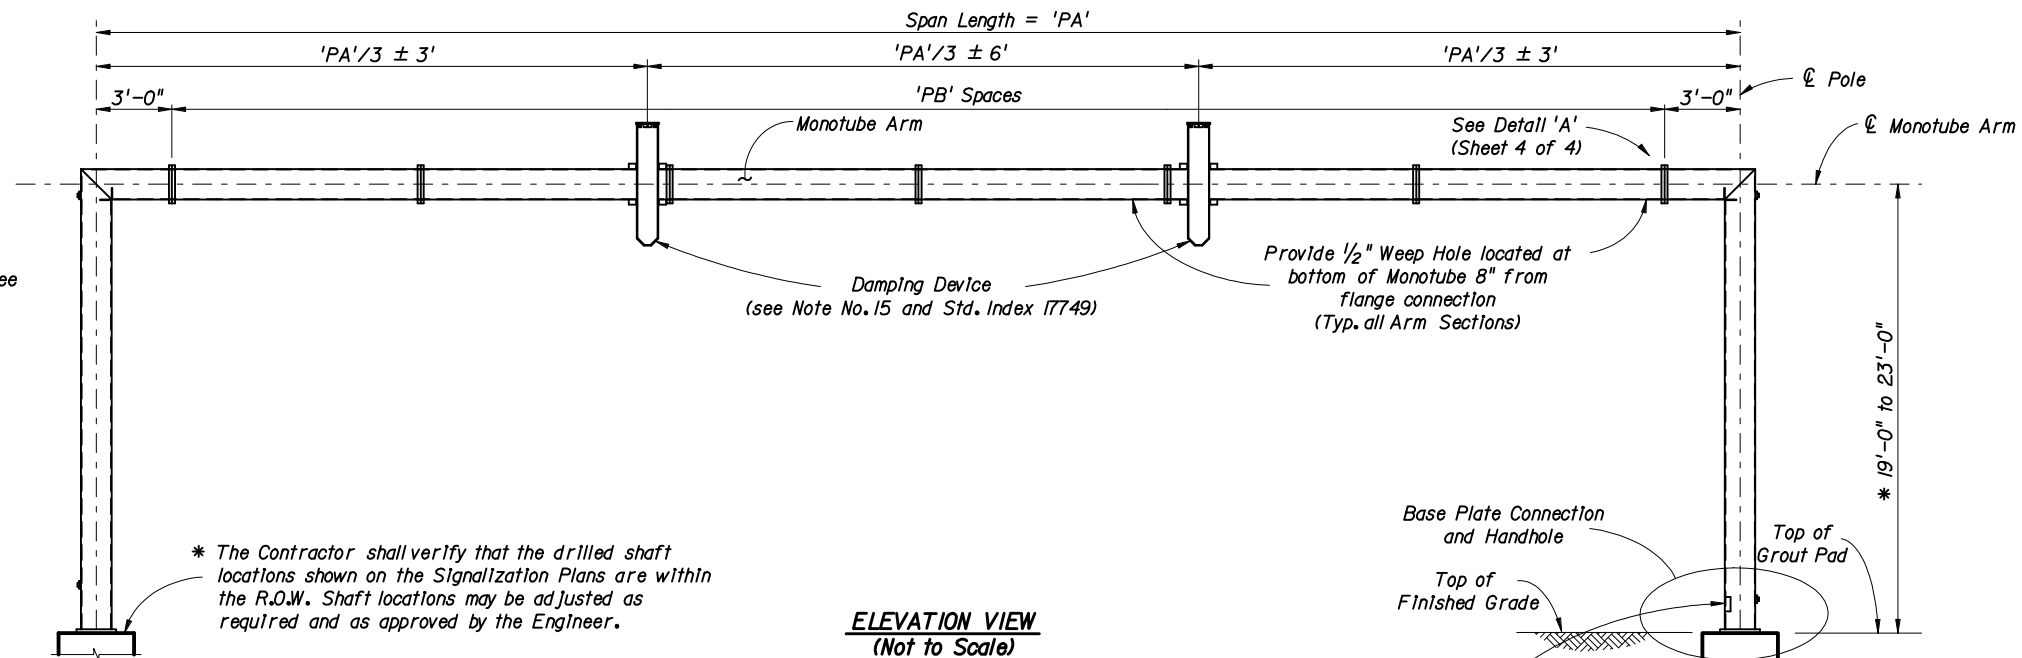 Span Length = 'PA'
'PA'/3 ± 3'
'PA'/3 ± 6'
'PA'/3 ± 3'
3'-0"
'PB' Spaces
3'-0"
℄ Pole
Monotube Arm
See Detail 'A'
(Sheet 4 of 4)
℄ Monotube Arm
ee
Damping Device
(see Note No. 15 and Std. Index 17749)
Provide 1/2" Weep Hole located at
bottom of Monotube 8" from
flange connection
(Typ. all Arm Sections)
* 19'-0" to 23'-0"
* The Contractor shall verify that the drilled shaft
locations shown on the Signalization Plans are within
the R.O.W. Shaft locations may be adjusted as
required and as approved by the Engineer.
Base Plate Connection
and Handhole
Top of
Grout Pad
Top of
Finished Grade
ELEVATION VIEW
(Not to Scale)